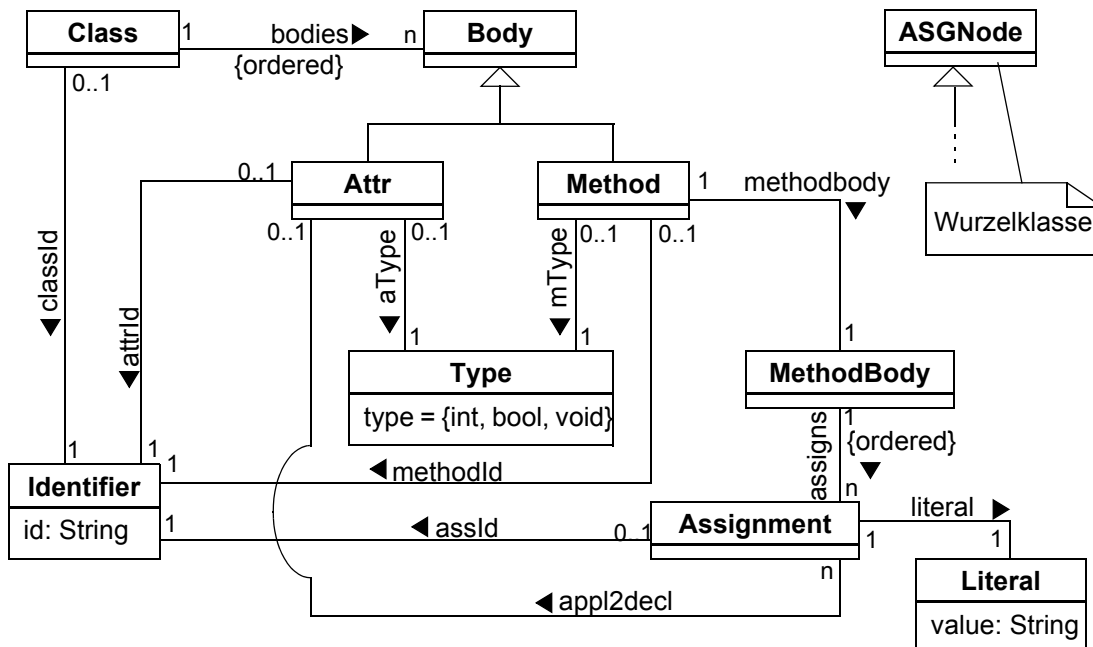 Class
1
bodies
n
{ordered}
Body
ASGNode
0..1
0..1
Attr
Method
1
methodbody
Wurzelklasse
0..1
0..1
0..1
0..1
classId
attrId
aType
mType
1
1
1
Type
type = {int, bool, void}
MethodBody
1
{ordered}
assigns
n
1
1
1
methodId
Identifier
id: String
1
assId
0..1
Assignment
1
literal
1
n
appl2decl
Literal
value: String